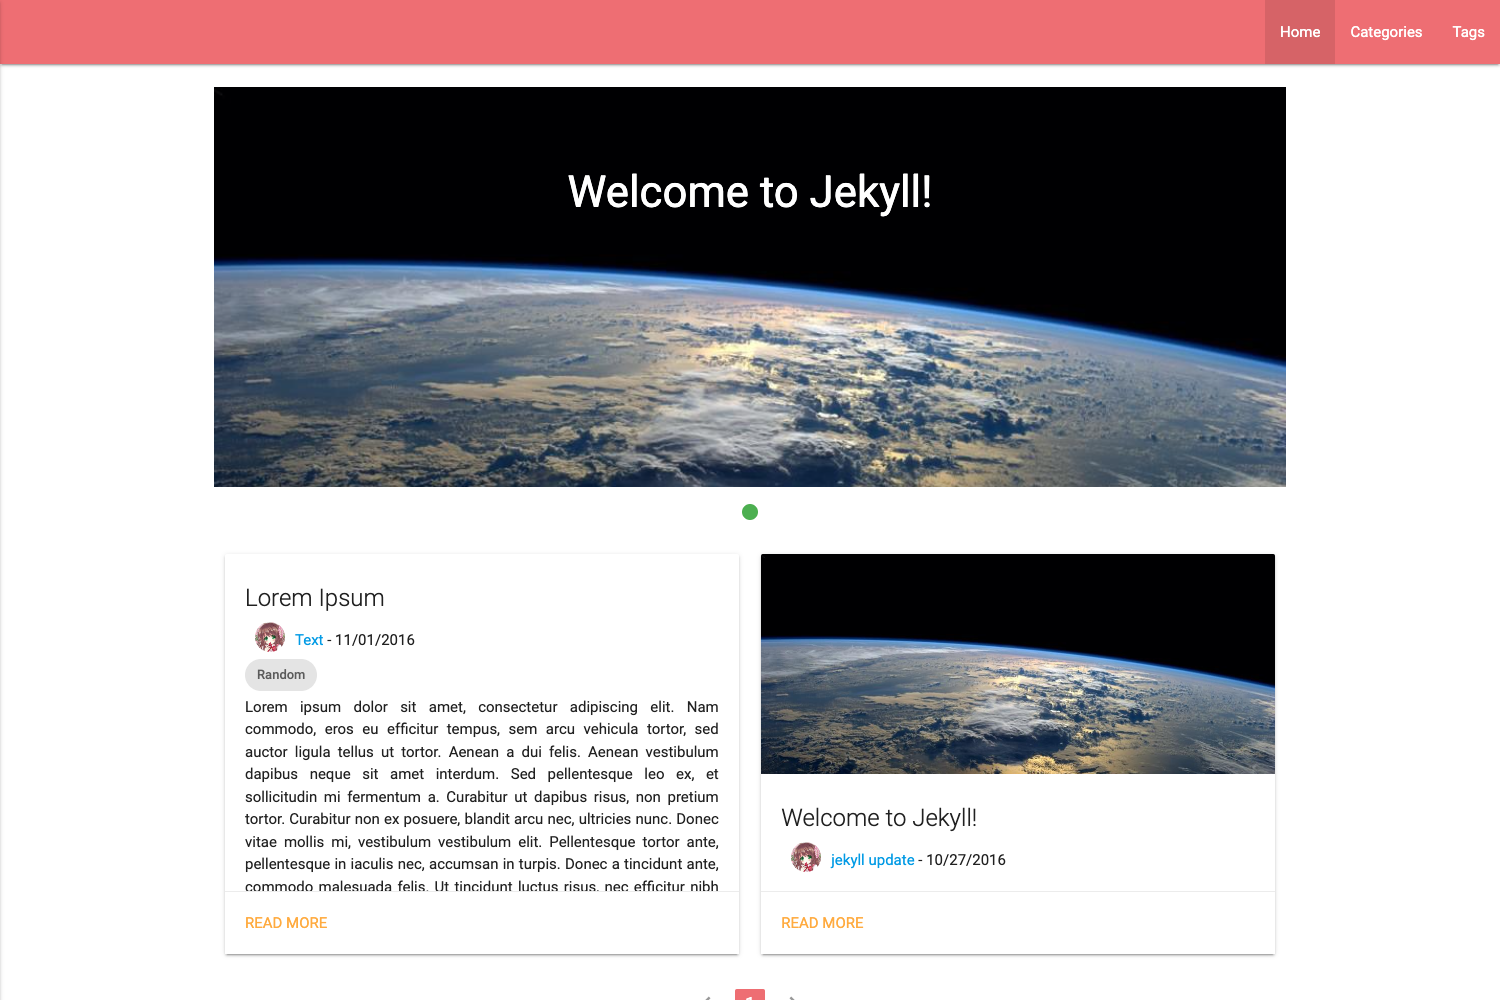 Home Categories Tags
Welcome to Jekyll!
Lorem Ipsum
Text - 11/01/2016
Random
Lorem ipsum dolor sit amet, consectetur adipiscing elit. Nam
commodo, eros eu efficitur tempus, sem arcu vehicula tortor, sed
auctor ligula tellus ut tortor. Aenean a dui felis. Aenean vestibulum
dapibus neque sit amet interdum. Sed pellentesque leo ex, et
sollicitudin mi fermentum a. Curabitur ut dapibus risus, non pretium
tortor. Curabitur non ex posuere, blandit arcu nec, ultricies nunc. Donec
vitae mollis mi, vestibulum vestibulum elit. Pellentesque tortor ante,
pellentesque in iaculis nec, accumsan in turpis. Donec a tincidunt ante,
commodo malesuada felis. Ut tincidunt luctus risus, nec efficitur nibh
READ MORE
Welcome to Jekyll!
jekyll update - 10/27/2016
READ MORE